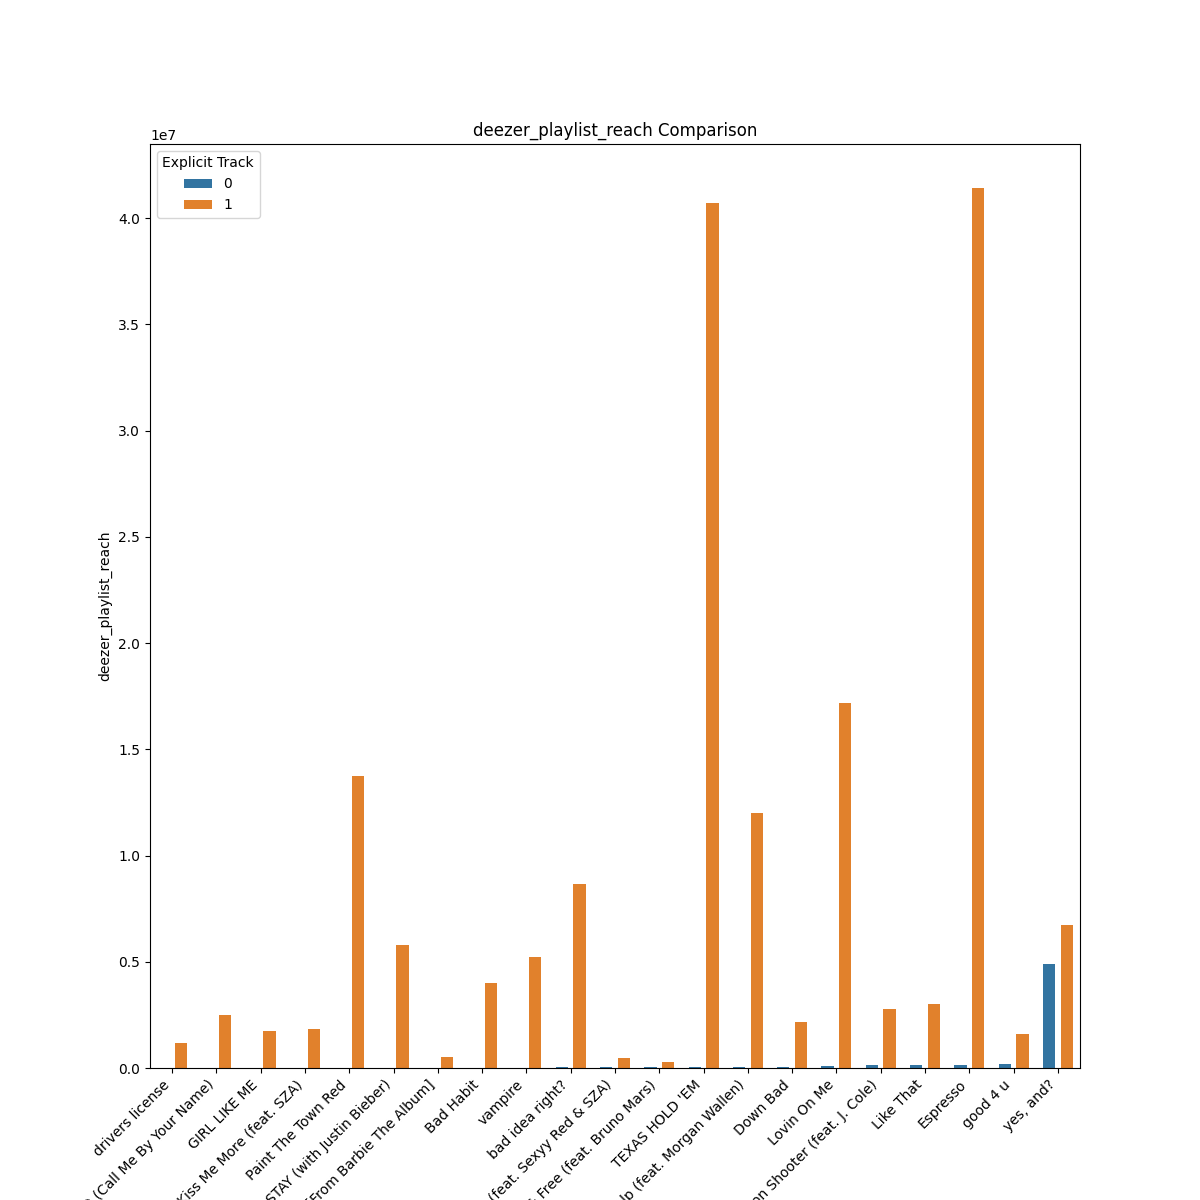 deezer_playlist_reach Comparison
1e7
Explicit Track
0
1
4.0
3.5
3.0
2.5
2.0
1.5
1.0
0.5
0.0
deezer_playlist_reach
drivers license
(Call Me By Your Name)
GIRL LIKE ME
Kiss Me More (feat. SZA)
Paint The Town Red
STAY (with Justin Bieber)
From Barbie The Album]
Bad Habit
vampire
bad idea right?
(feat. Sexyy Red & SZA)
Free (feat. Bruno Mars)
TEXAS HOLD 'EM
(feat. Morgan Wallen)
Down Bad
Lovin On Me
Shooter (feat. J. Cole)
Like That
Espresso
good 4 u
yes, and?